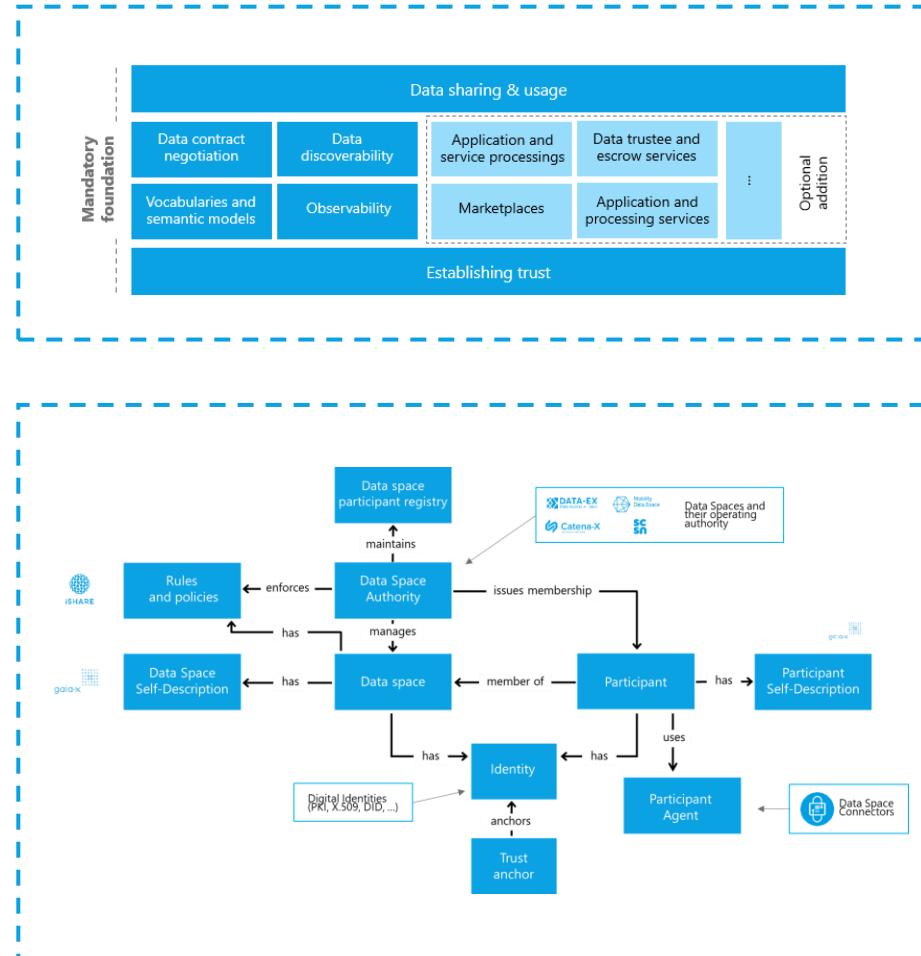 Mandatory
foundation
Data sharing & usage
Data contract
negotiation
Data
discoverability
Application and
service processings
Data trustee and
escrow services
...
Optional
addition
Vocabularies and
semantic models
Observability
Marketplaces
Application and
processing services
Establishing trust
Data space
participant registry
DATA-EX
Mobility
Data Space
Catena-X
SC
SN
Data Spaces and
their operating
authority
maintains
iSHARE
Rules
and policies
enforces
Data Space
Authority
issues membership
has
manages
gaia-x
gaia-x
Data Space
Self-Description
has
Data space
member of
Participant
has
Participant
Self-Description
has
Identity
has
uses
Digital Identities
(PKI, X.509, DID, ...)
anchors
Participant
Agent
Data Space
Connectors
Trust
anchor